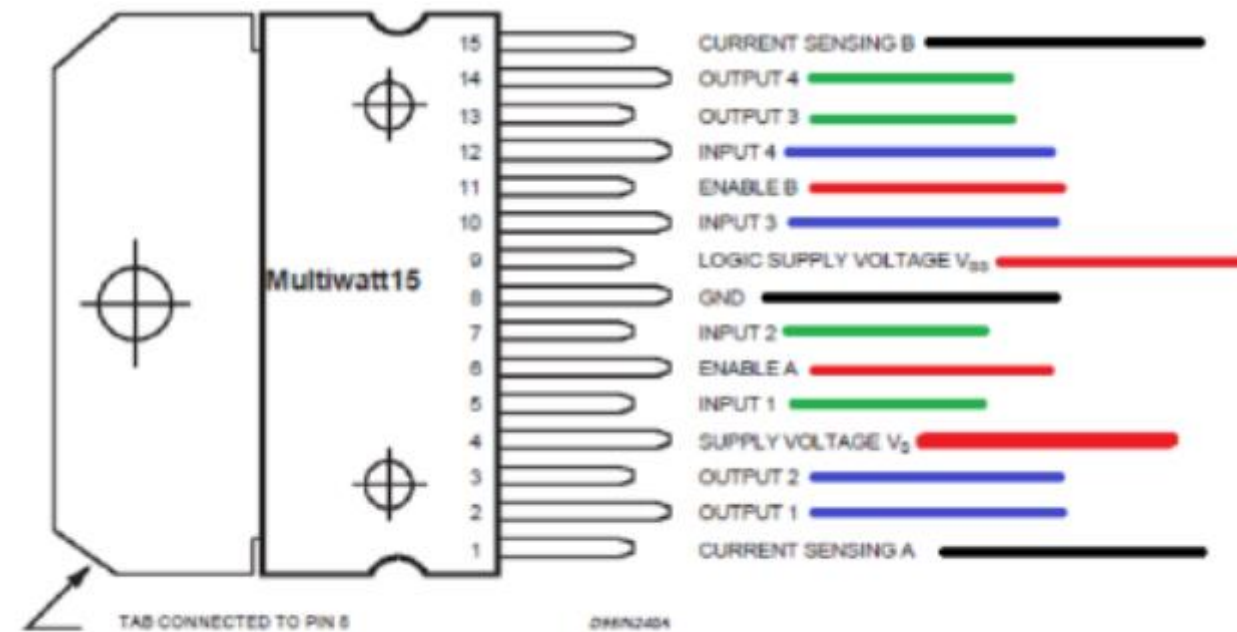 15 CURRENT SENSING B
14 OUTPUT 4
13 OUTPUT 3
12 INPUT 4
11 ENABLE B
10 INPUT 3
9 LOGIC SUPPLY VOLTAGE VSS
Multiwatt15
8 GND
7 INPUT 2
6 ENABLE A
5 INPUT 1
4 SUPPLY VOLTAGE VS
3 OUTPUT 2
2 OUTPUT 1
1 CURRENT SENSING A
TAB CONNECTED TO PIN 8